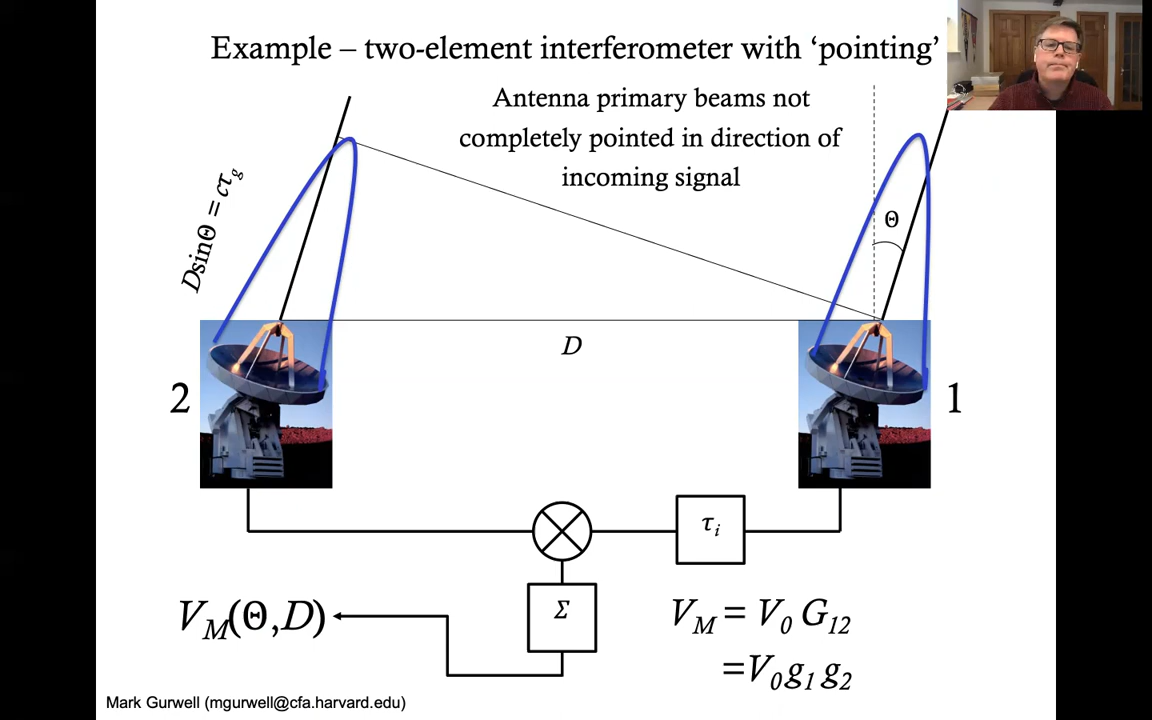 Example – two-element interferometer with ‘pointing’
Antenna primary beams not
completely pointed in direction of
incoming signal
DsinΘ = cτg
Θ
D
2
1
τi
Σ
VM(Θ,D)
VM = V0 G12
=V0g1g2
Mark Gurwell (mgurwell@cfa.harvard.edu)